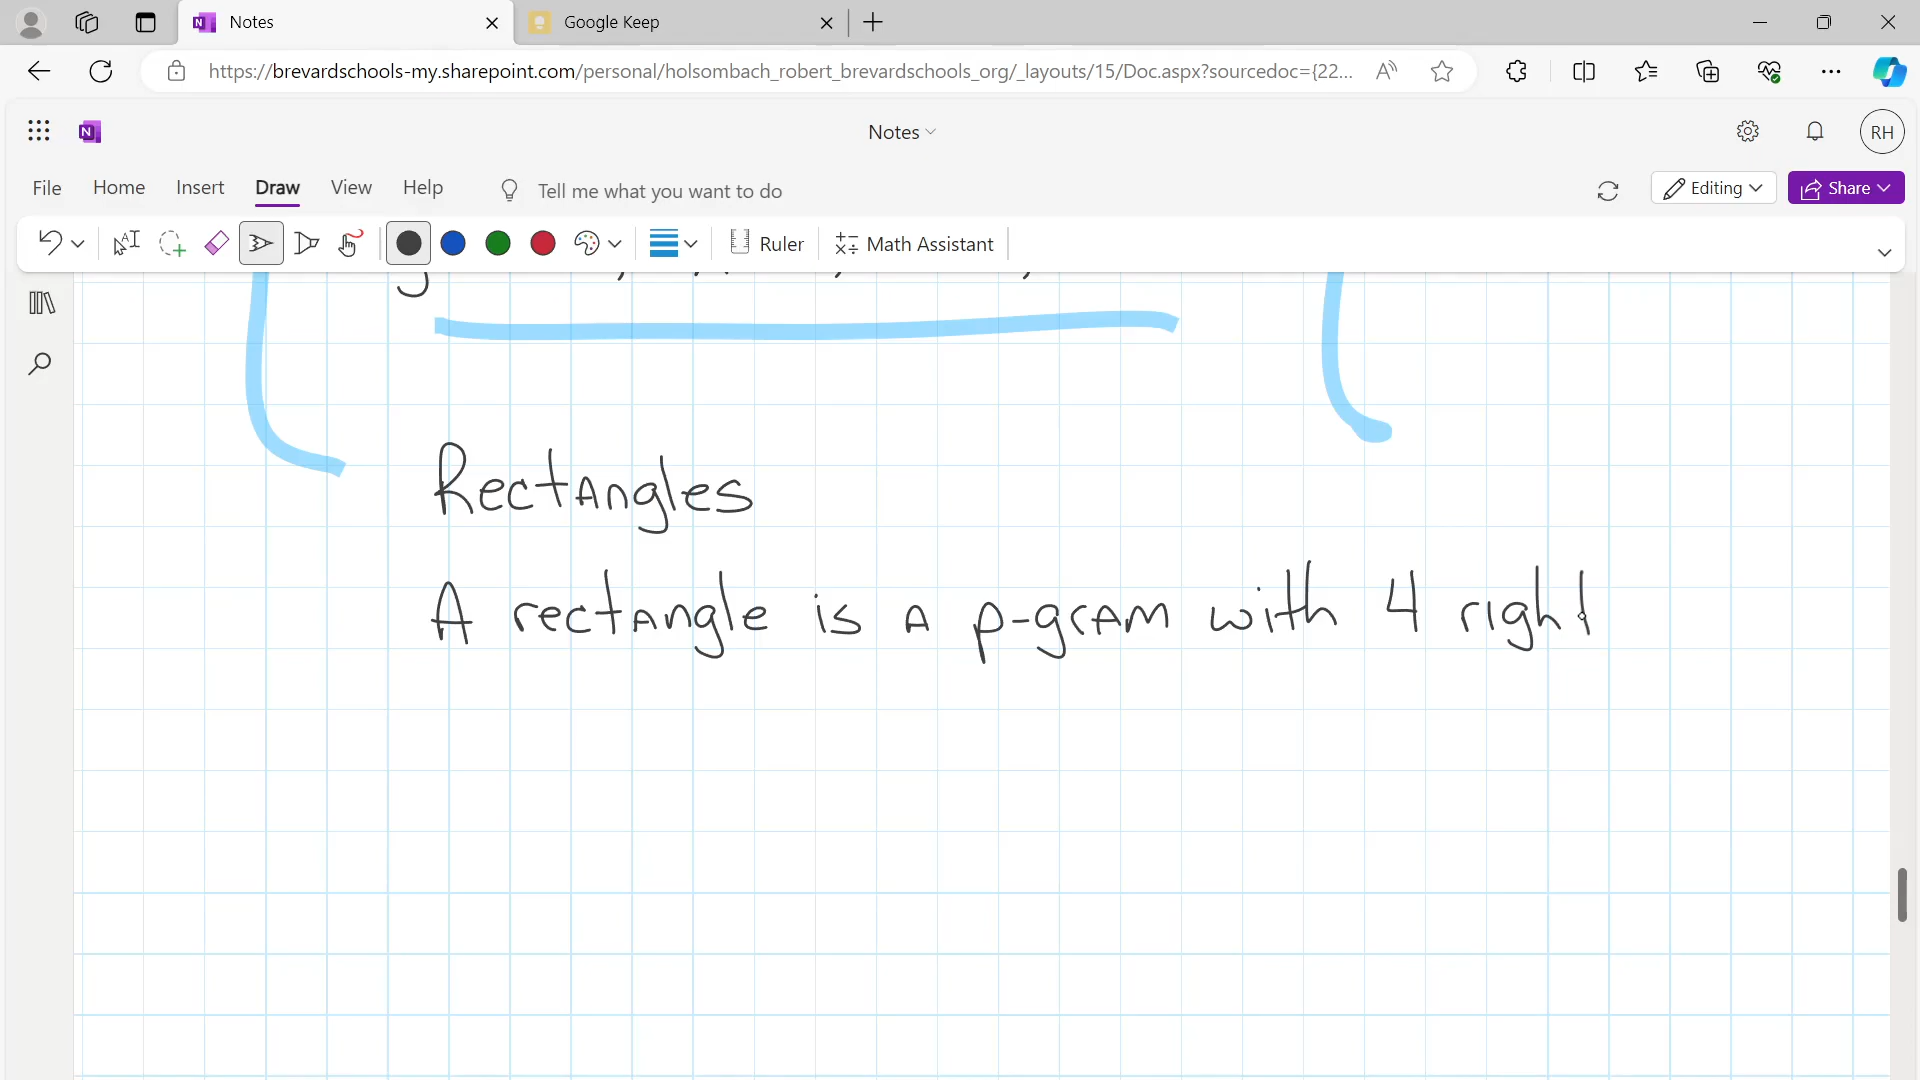 Notes
Google Keep
https://brevardschools-my.sharepoint.com/personal/holsombach_robert_brevardschools_org/_layouts/15/Doc.aspx?sourcedoc={22...
Notes
RH
File Home Insert Draw View Help Tell me what you want to do Editing Share
Ruler Math Assistant
Rectangles
A rectangle is a p-gram with 4 right